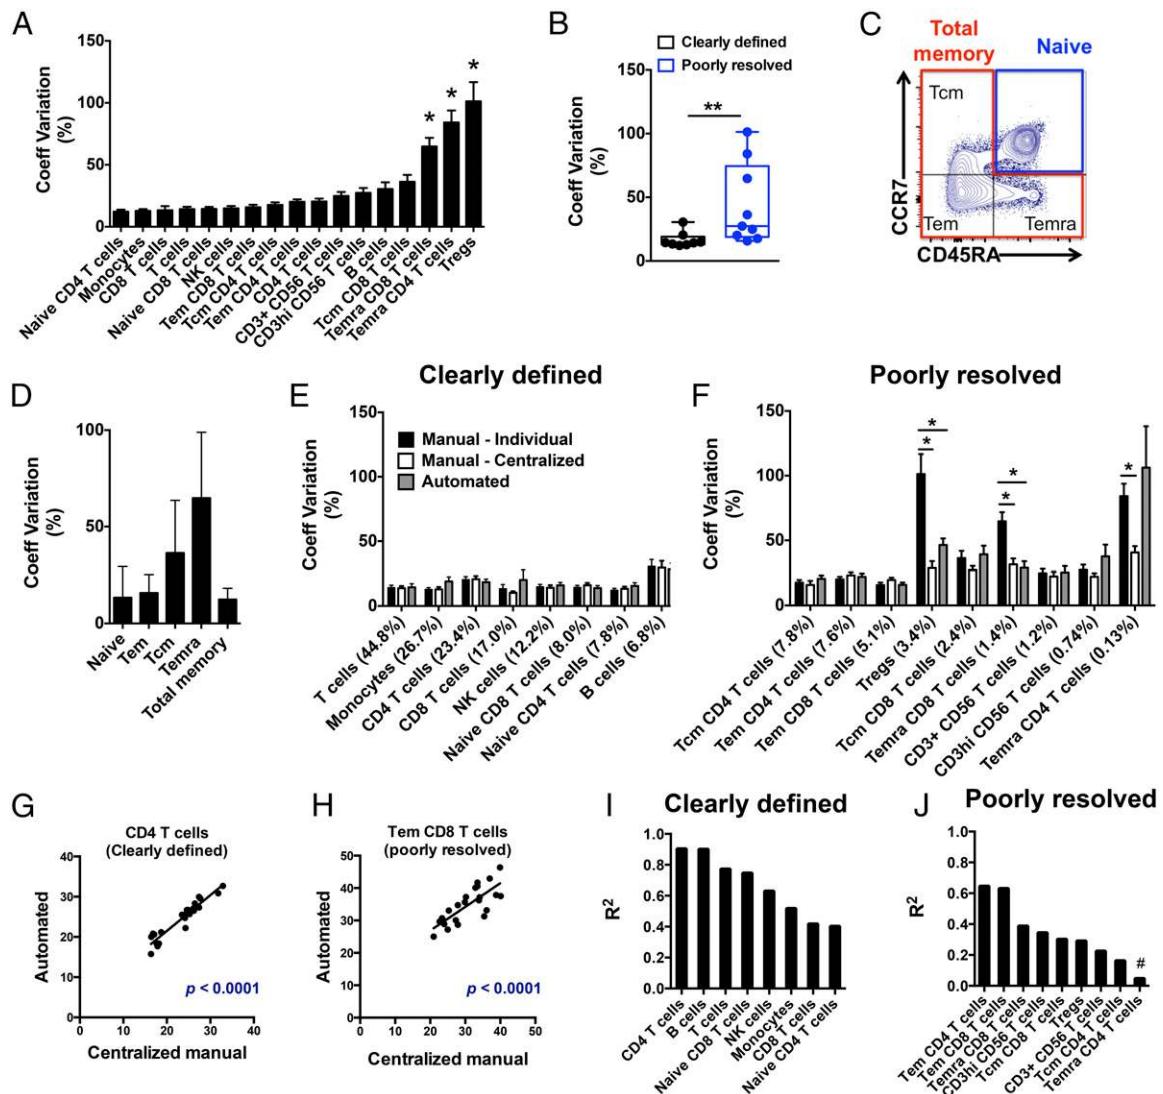 A
150
100
50
0
Coeff Variation
(%)
*
*
*
Naive CD4 T cells
Monocytes
CD8 T cells
T cells
Naive CD8 T cells
NK cells
Tem CD8 T cells
Tcm CD4 T cells
Tem CD4 T cells
CD4 T cells
CD3+ CD56 T cells
CD3hi CD56 T cells
B cells
Tcm CD8 T cells
Temra CD8 T cells
Temra CD4 T cells
Tregs
B
Clearly defined
Poorly resolved
150
100
50
0
Coeff Variation
(%)
**
C
Total
memory
Naive
Tcm
Tem
Temra
CCR7
CD45RA
D
100
50
0
Coeff Variation
(%)
Naive
Tem
Tcm
Temra
Total memory
E
Clearly defined
150
100
50
0
Coeff Variation
(%)
Manual - Individual
Manual - Centralized
Automated
T cells (44.8%)
Monocytes (26.7%)
CD4 T cells (23.4%)
CD8 T cells (17.0%)
NK cells (12.2%)
Naive CD8 T cells (8.0%)
Naive CD4 T cells (7.8%)
B cells (6.8%)
F
Poorly resolved
150
100
50
0
Coeff Variation
(%)
*
*
*
*
*
Tcm CD4 T cells (7.8%)
Tem CD4 T cells (7.6%)
Tem CD8 T cells (5.1%)
Tregs (3.4%)
Tcm CD8 T cells (2.4%)
Temra CD8 T cells (1.4%)
CD3+ CD56 T cells (1.2%)
CD3hi CD56 T cells (0.74%)
Temra CD4 T cells (0.13%)
G
CD4 T cells
(Clearly defined)
40
30
20
10
0
Automated
p < 0.0001
0 10 20 30 40
Centralized manual
H
Tem CD8 T cells
(poorly resolved)
50
40
30
20
10
0
Automated
p < 0.0001
0 10 20 30 40 50
Centralized manual
I
Clearly defined
1.0
0.8
0.6
0.4
0.2
0.0
R²
CD4 T cells
B cells
T cells
Naive CD8 T cells
NK cells
Monocytes
CD8 T cells
Naive CD4 T cells
J
Poorly resolved
1.0
0.8
0.6
0.4
0.2
0.0
R²
#
Tem CD4 T cells
Tem CD8 T cells
Temra CD8 T cells
CD3hi CD56 T cells
Tcm CD8 T cells
Tregs
CD3+ CD56 T cells
Tcm CD4 T cells
Temra CD4 T cells